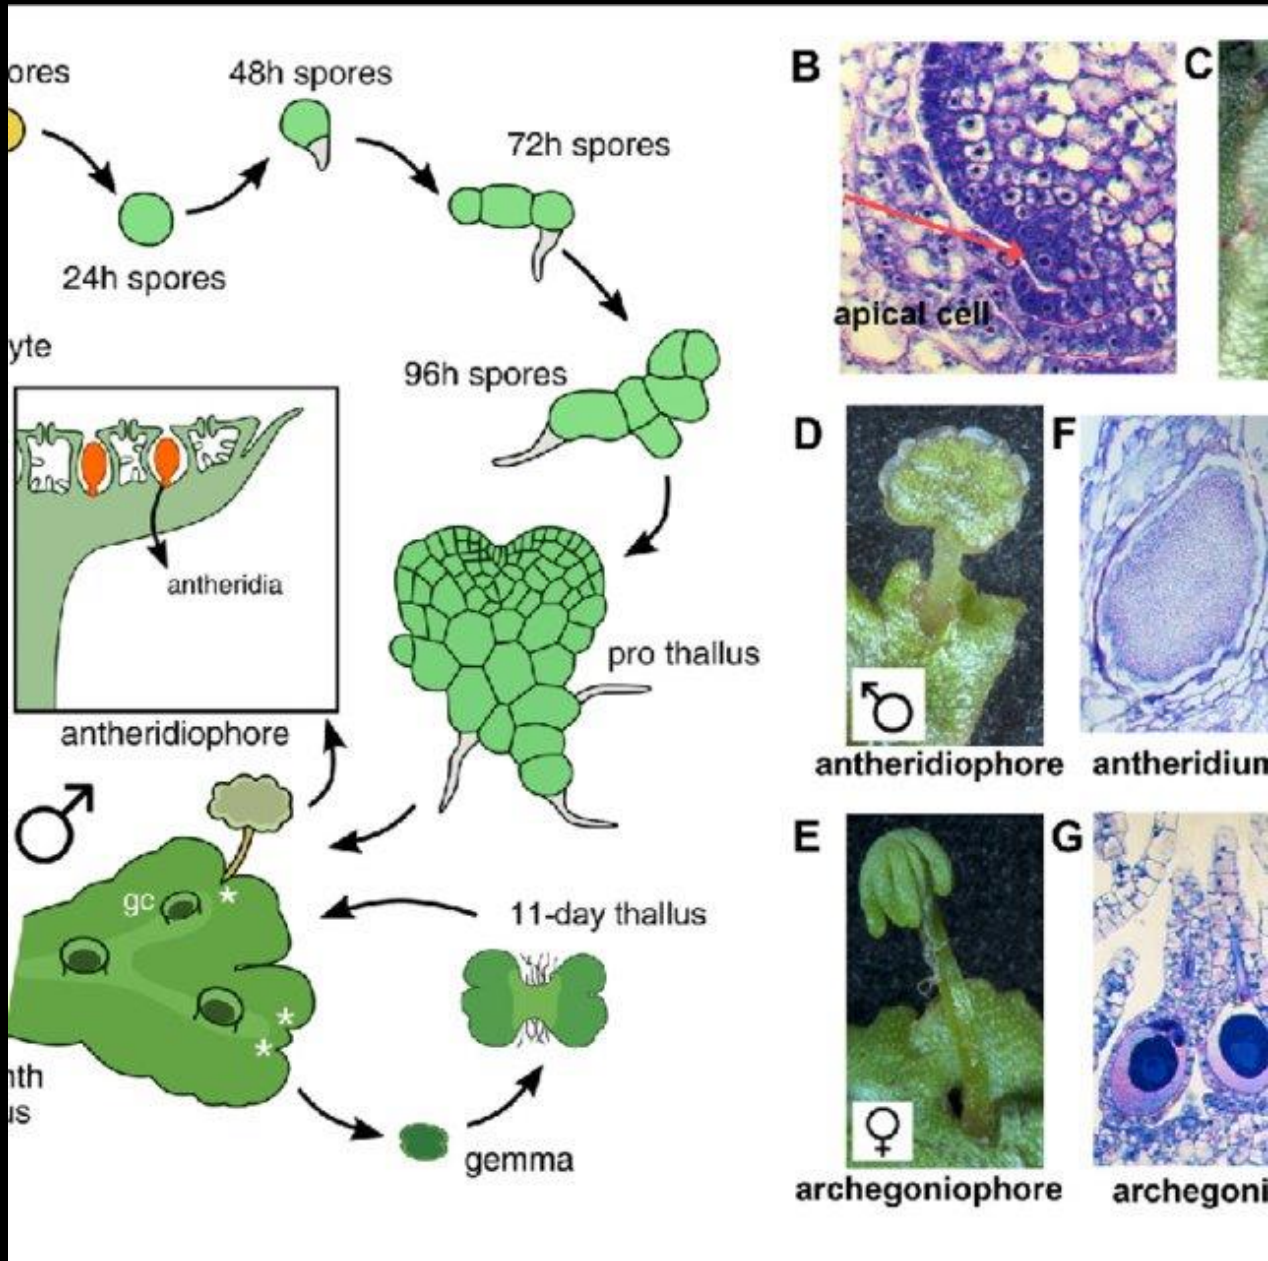 ores
48h spores
72h spores
24h spores
yte
96h spores
antheridia
pro thallus
antheridiophore
gc
*
11-day thallus
*
*
nth
us
gemma
B
C
apical cell
D
F
♂
antheridiophore
antheridium
E
G
♀
archegoniophore
archegoni